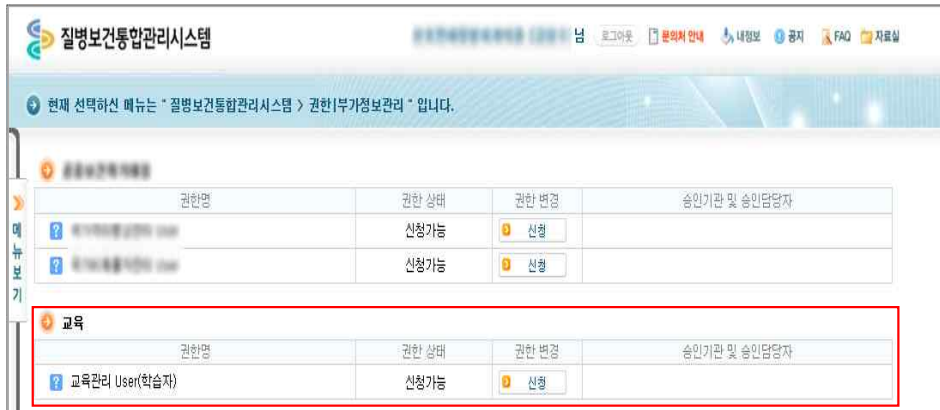 질병보건통합관리시스템
님 로그아웃 문의처 안내 내정보 공지 FAQ 자료실
현재 선택하신 메뉴는 " 질병보건통합관리시스템 > 권한|부가정보관리 " 입니다.
메뉴보기
권한명 권한 상태 권한 변경 승인기관 및 승인담당자
신청가능 신청
신청가능 신청
교육
권한명 권한 상태 권한 변경 승인기관 및 승인담당자
교육관리 User(학습자) 신청가능 신청